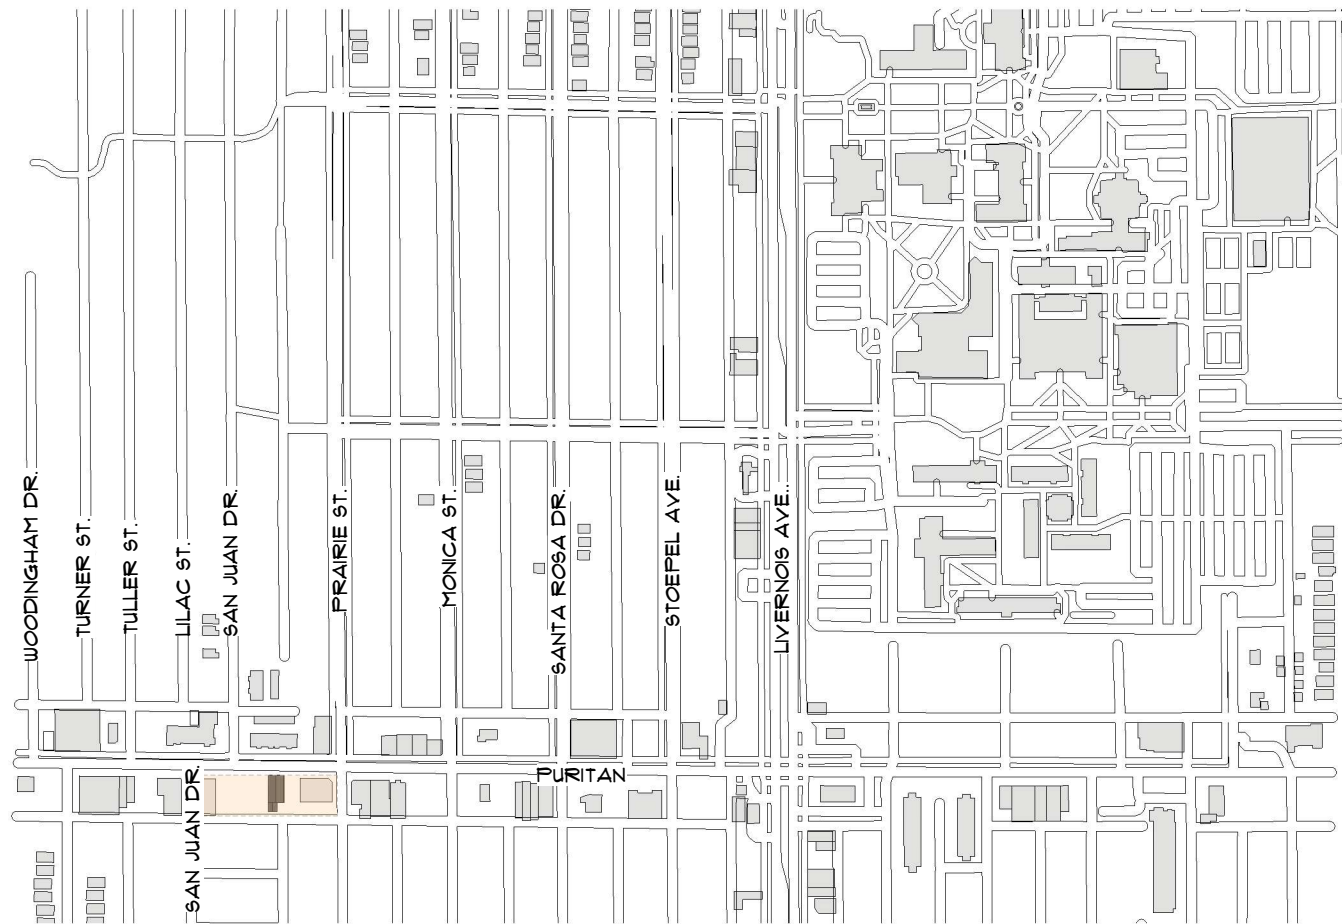 WOODINGHAM DR.
TURNER ST.
TULLER ST.
LILAC ST.
SAN JUAN DR.
PRAIRIE ST.
MONICA ST.
SANTA ROSA DR.
STOEPEL AVE.
LIVERNOIS AVE..
PURITAN
SAN JUAN DR.